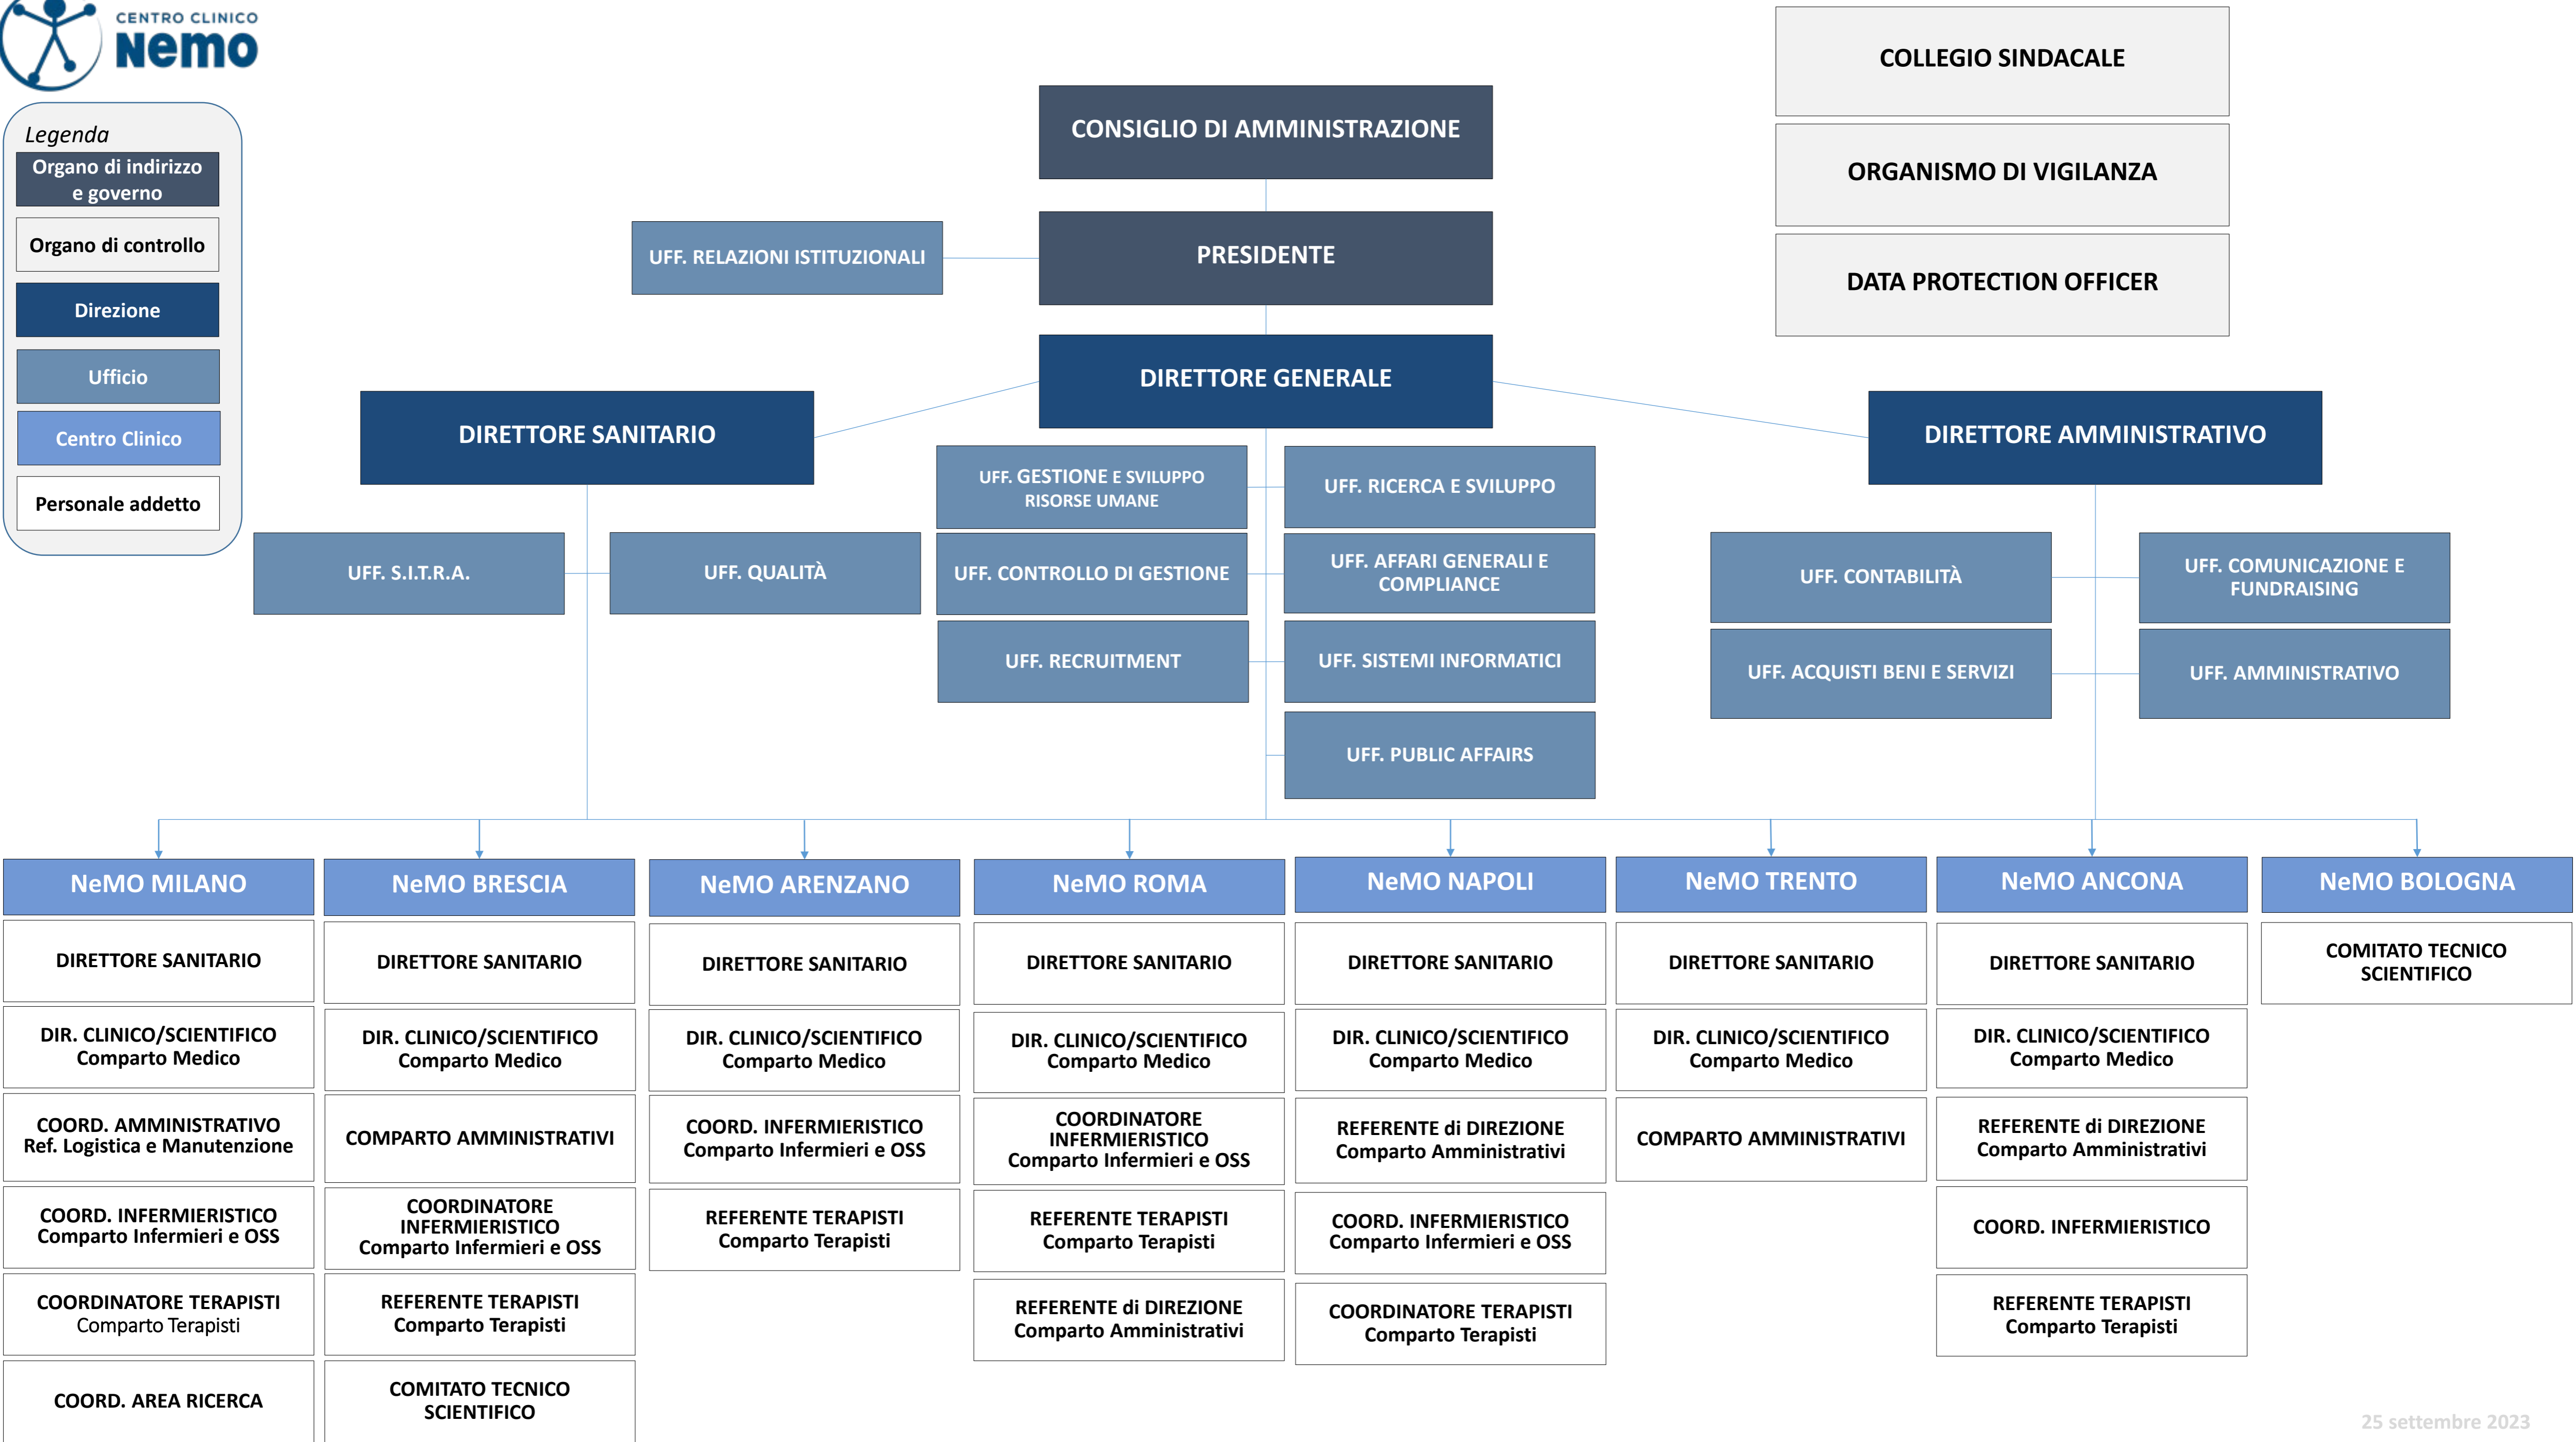 CENTRO CLINICO
Nemo
Legenda
Organo di indirizzo
e governo
Organo di controllo
Direzione
Ufficio
Centro Clinico
Personale addetto
COLLEGIO SINDACALE
ORGANISMO DI VIGILANZA
DATA PROTECTION OFFICER
CONSIGLIO DI AMMINISTRAZIONE
UFF. RELAZIONI ISTITUZIONALI
PRESIDENTE
DIRETTORE GENERALE
DIRETTORE SANITARIO
DIRETTORE AMMINISTRATIVO
UFF. S.I.T.R.A.
UFF. QUALITÀ
UFF. GESTIONE E SVILUPPO
RISORSE UMANE
UFF. RICERCA E SVILUPPO
UFF. CONTROLLO DI GESTIONE
UFF. AFFARI GENERALI E
COMPLIANCE
UFF. RECRUITMENT
UFF. SISTEMI INFORMATICI
UFF. PUBLIC AFFAIRS
UFF. CONTABILITÀ
UFF. COMUNICAZIONE E
FUNDRAISING
UFF. ACQUISTI BENI E SERVIZI
UFF. AMMINISTRATIVO
NeMO MILANO
DIRETTORE SANITARIO
DIR. CLINICO/SCIENTIFICO
Comparto Medico
COORD. AMMINISTRATIVO
Ref. Logistica e Manutenzione
COORD. INFERMIERISTICO
Comparto Infermieri e OSS
COORDINATORE TERAPISTI
Comparto Terapisti
COORD. AREA RICERCA
NeMO BRESCIA
DIRETTORE SANITARIO
DIR. CLINICO/SCIENTIFICO
Comparto Medico
COMPARTO AMMINISTRATIVI
COORDINATORE
INFERMIERISTICO
Comparto Infermieri e OSS
REFERENTE TERAPISTI
Comparto Terapisti
COMITATO TECNICO
SCIENTIFICO
NeMO ARENZANO
DIRETTORE SANITARIO
DIR. CLINICO/SCIENTIFICO
Comparto Medico
COORD. INFERMIERISTICO
Comparto Infermieri e OSS
REFERENTE TERAPISTI
Comparto Terapisti
NeMO ROMA
DIRETTORE SANITARIO
DIR. CLINICO/SCIENTIFICO
Comparto Medico
COORDINATORE
INFERMIERISTICO
Comparto Infermieri e OSS
REFERENTE TERAPISTI
Comparto Terapisti
REFERENTE di DIREZIONE
Comparto Amministrativi
NeMO NAPOLI
DIRETTORE SANITARIO
DIR. CLINICO/SCIENTIFICO
Comparto Medico
REFERENTE di DIREZIONE
Comparto Amministrativi
COORD. INFERMIERISTICO
Comparto Infermieri e OSS
COORDINATORE TERAPISTI
Comparto Terapisti
NeMO TRENTO
DIRETTORE SANITARIO
DIR. CLINICO/SCIENTIFICO
Comparto Medico
COMPARTO AMMINISTRATIVI
NeMO ANCONA
DIRETTORE SANITARIO
DIR. CLINICO/SCIENTIFICO
Comparto Medico
REFERENTE di DIREZIONE
Comparto Amministrativi
COORD. INFERMIERISTICO
REFERENTE TERAPISTI
Comparto Terapisti
NeMO BOLOGNA
COMITATO TECNICO
SCIENTIFICO
25 settembre 2023